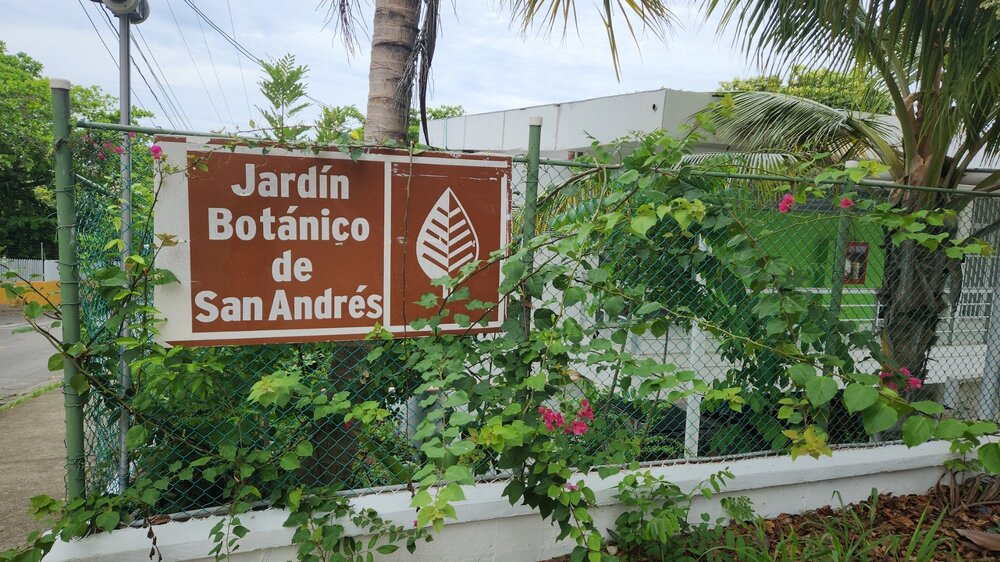 Jardín
Botánico
de
San Andrés